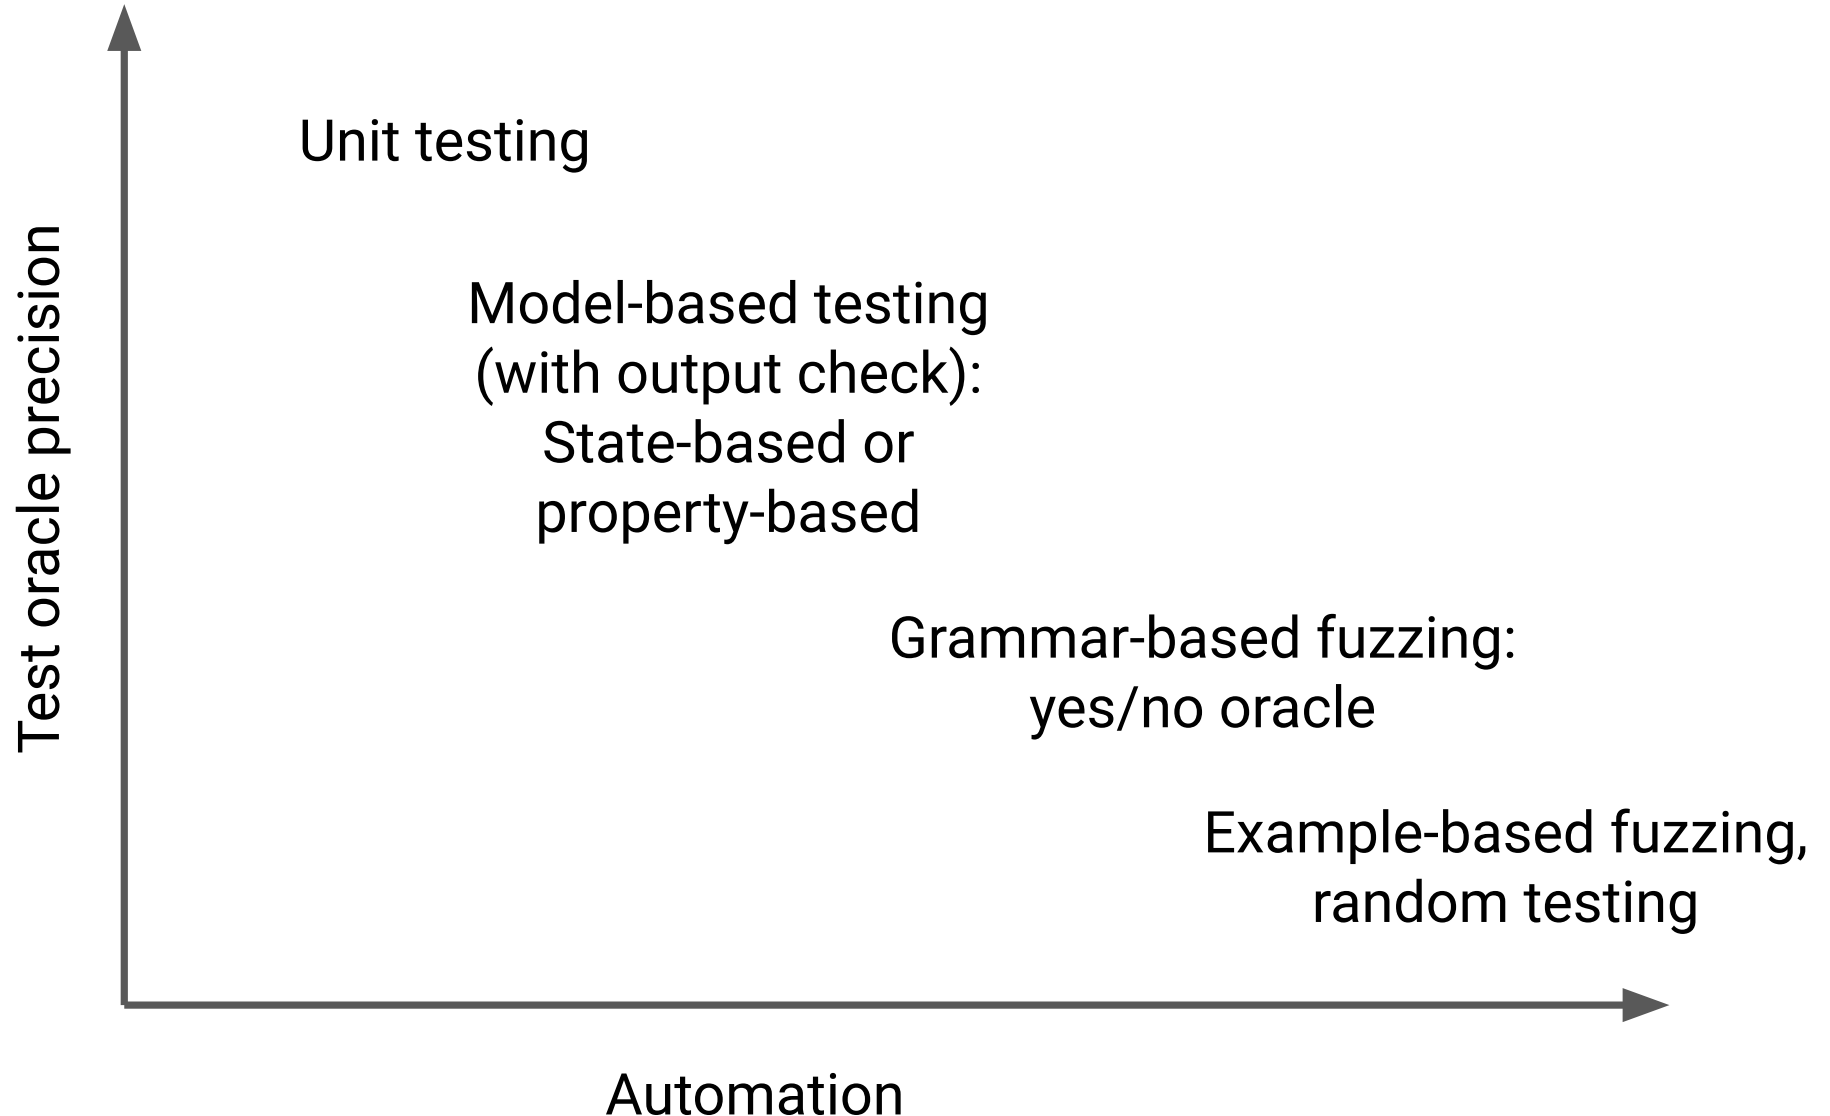 Test oracle precision
Unit testing
Model-based testing
(with output check):
State-based or
property-based
Grammar-based fuzzing:
yes/no oracle
Example-based fuzzing,
random testing
Automation